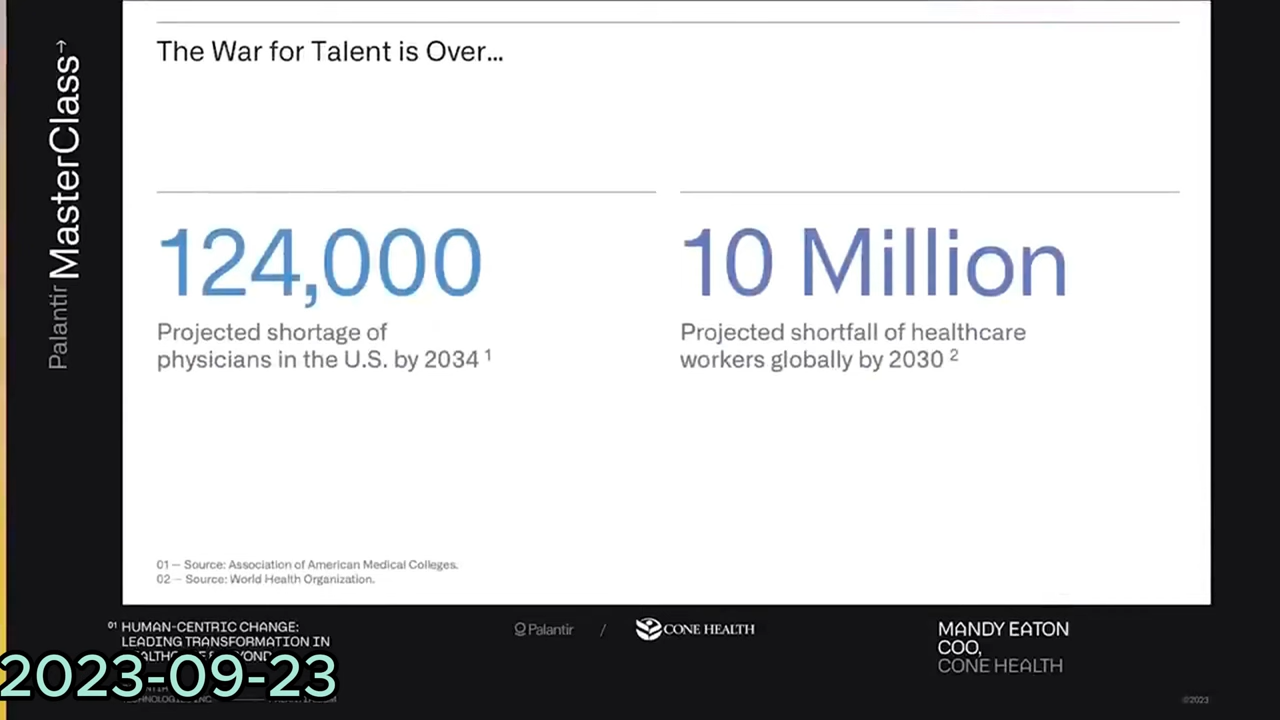 Palantir MasterClass→
The War for Talent is Over...
124,000
Projected shortage of
physicians in the U.S. by 2034 1
10 Million
Projected shortfall of healthcare
workers globally by 2030 2
01 — Source: Association of American Medical Colleges.
02 — Source: World Health Organization.
01 HUMAN-CENTRIC CHANGE:
LEADING TRANSFORMATION IN
Palantir / CONE HEALTH
MANDY EATON
COO,
CONE HEALTH
2023-09-23
©2023